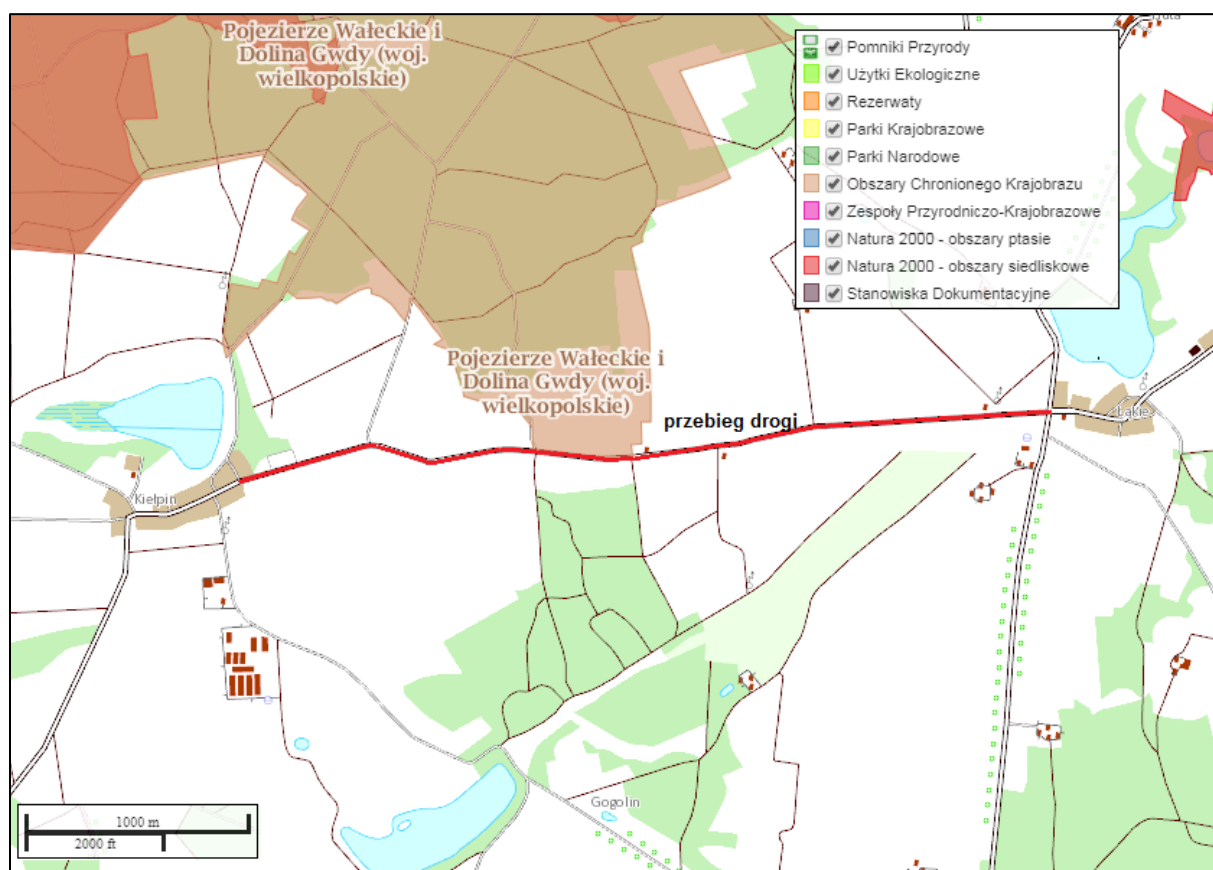 Pojezierze Wałeckie i
Dolina Gwdy (woj.
wielkopolskie)
Pomniki Przyrody
Użytki Ekologiczne
Rezerwaty
Parki Krajobrazowe
Parki Narodowe
Obszary Chronionego Krajobrazu
Zespoły Przyrodniczo-Krajobrazowe
Natura 2000 - obszary ptasie
Natura 2000 - obszary siedliskowe
Stanowiska Dokumentacyjne
Pojezierze Wałeckie i
Dolina Gwdy (woj.
wielkopolskie)
przebieg drogi
Łąkie
Kiełpin
Gogolin
1000 m
2000 ft